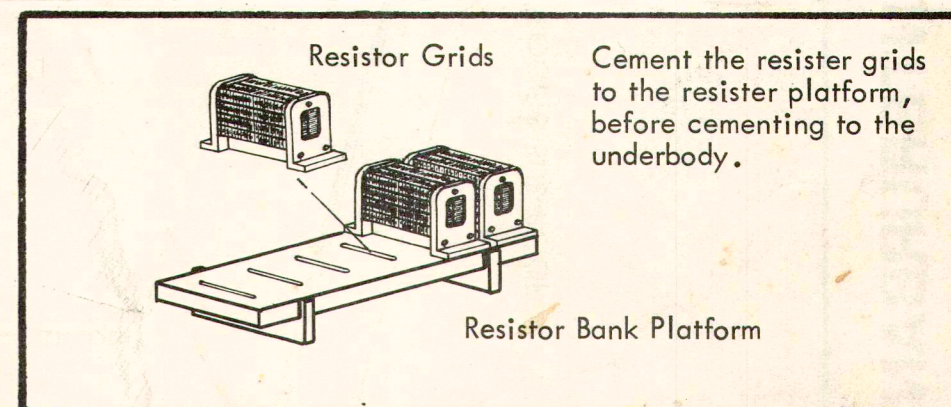 Resistor Grids
Cement the resister grids
to the resister platform,
before cementing to the
underbody.
Resistor Bank Platform